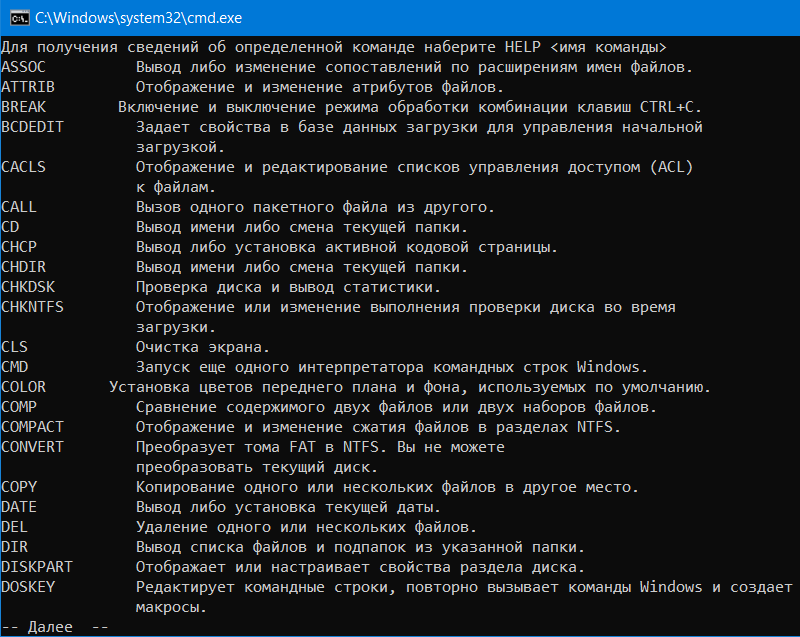 C:\Windows\system32\cmd.exe
Для получения сведений об определенной команде наберите HELP <имя команды>
ASSOC          Вывод либо изменение сопоставлений по расширениям имен файлов.
ATTRIB         Отображение и изменение атрибутов файлов.
BREAK        Включение и выключение режима обработки комбинации клавиш CTRL+C.
BCDEDIT        Задает свойства в базе данных загрузки для управления начальной
               загрузкой.
CACLS          Отображение и редактирование списков управления доступом (ACL)
               к файлам.
CALL           Вызов одного пакетного файла из другого.
CD             Вывод имени либо смена текущей папки.
CHCP           Вывод либо установка активной кодовой страницы.
CHDIR          Вывод имени либо смена текущей папки.
CHKDSK         Проверка диска и вывод статистики.
CHKNTFS        Отображение или изменение выполнения проверки диска во время
               загрузки.
CLS            Очистка экрана.
CMD            Запуск еще одного интерпретатора командных строк Windows.
COLOR       Установка цветов переднего плана и фона, используемых по умолчанию.
COMP           Сравнение содержимого двух файлов или двух наборов файлов.
COMPACT        Отображение и изменение сжатия файлов в разделах NTFS.
CONVERT        Преобразует тома FAT в NTFS. Вы не можете
               преобразовать текущий диск.
COPY           Копирование одного или нескольких файлов в другое место.
DATE           Вывод либо установка текущей даты.
DEL            Удаление одного или нескольких файлов.
DIR            Вывод списка файлов и подпапок из указанной папки.
DISKPART       Отображает или настраивает свойства раздела диска.
DOSKEY         Редактирует командные строки, повторно вызывает команды Windows и создает
               макросы.
-- Далее  --